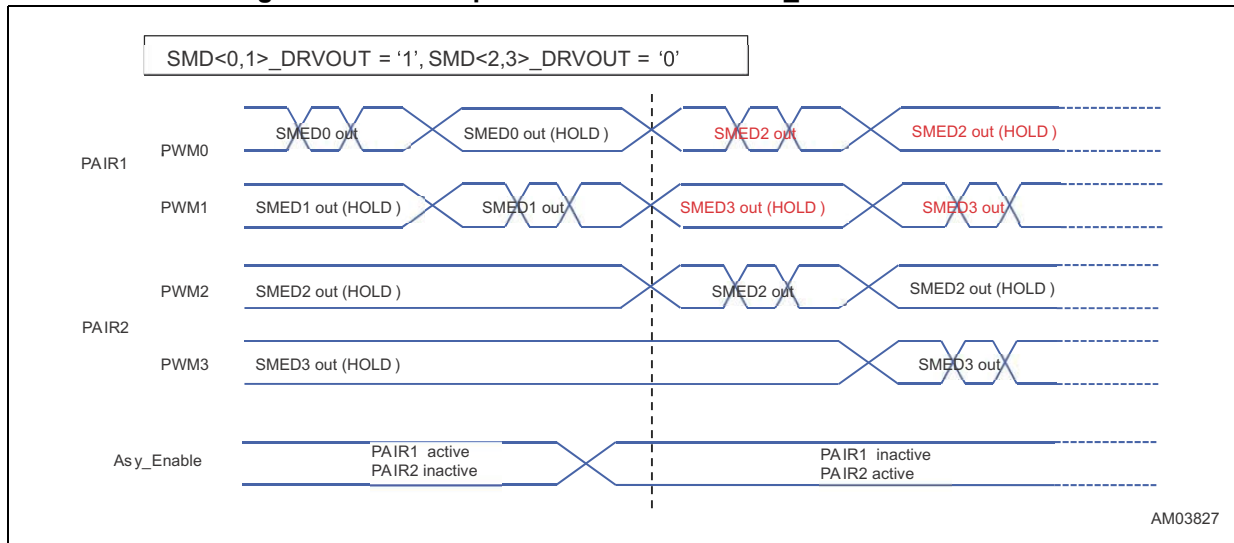 SMD<0,1>_DRVOUT = ‘1’, SMD<2,3>_DRVOUT = ‘0’
PAIR1
PWM0
SMED0 out
SMED0 out (HOLD )
SMED2 out
SMED2 out (HOLD )
PWM1
SMED1 out (HOLD )
SMED1 out
SMED3 out (HOLD )
SMED3 out
PAIR2
PWM2
SMED2 out (HOLD )
SMED2 out
SMED2 out (HOLD )
PWM3
SMED3 out (HOLD )
SMED3 out
Asy_Enable
PAIR1 active
PAIR2 inactive
PAIR1 inactive
PAIR2 active
AM03827